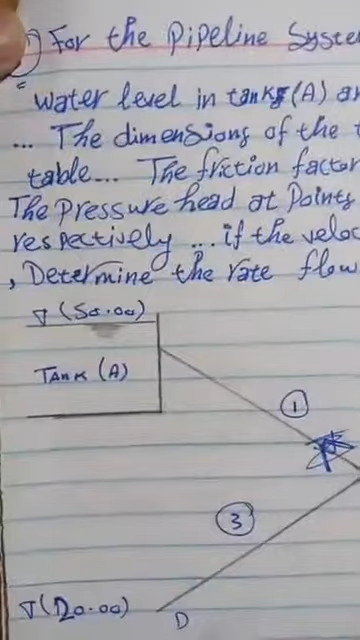 For the Pipeline Syste
water level in tanks (A) a
... The dimensions of the t
table... The friction factor
The Pressure head at Points
respectively ... if the veloc
, Determine the rate flow
∇(50.00)
TANK (A)
1
3
∇(20.00)
D